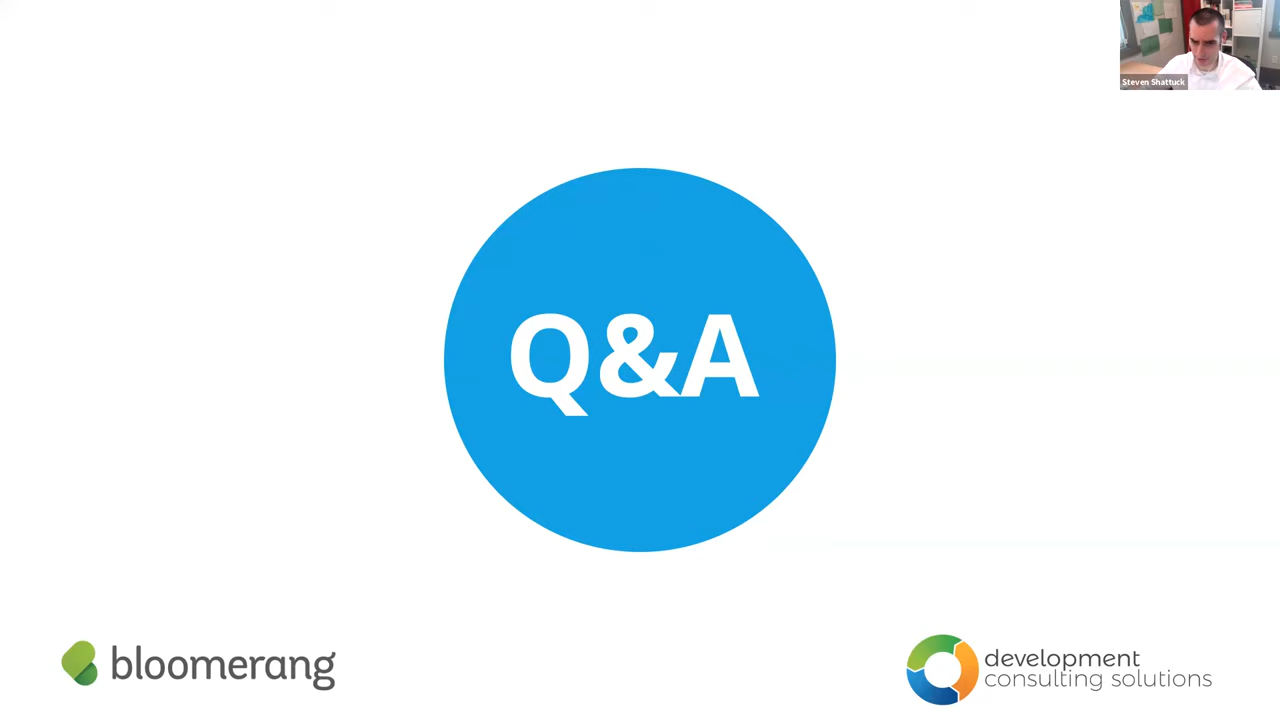 Steven Shattuck
Q&A
bloomerang
development
consulting solutions